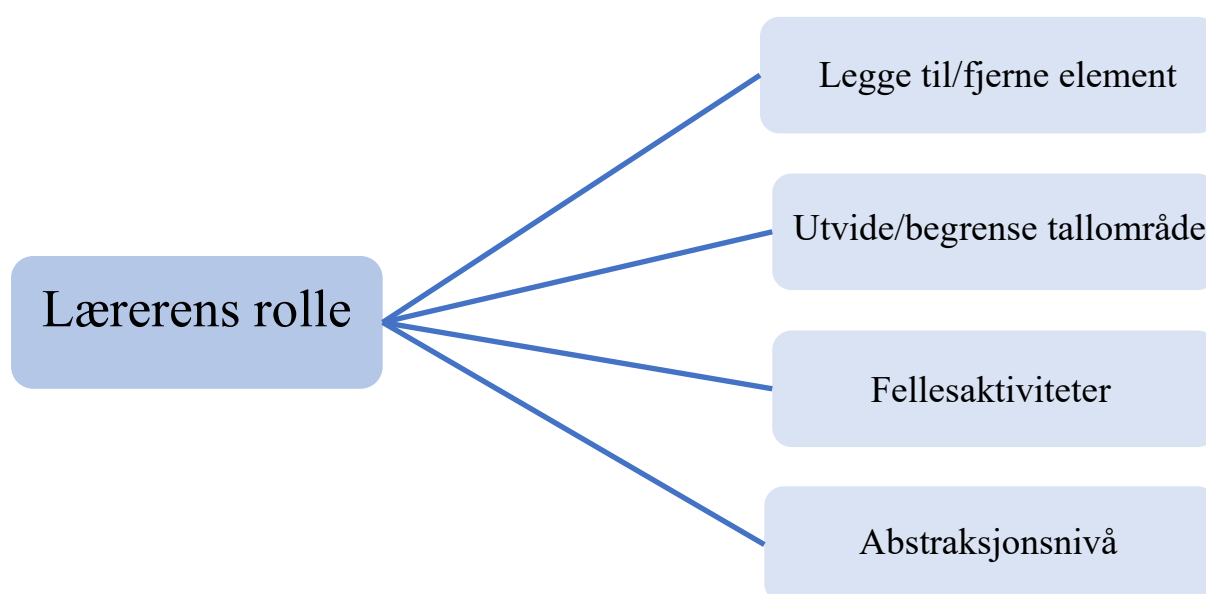 Lærerens rolle
Legge til/fjerne element
Utvide/begrense tallområde
Fellesaktiviteter
Abstraksjonsnivå